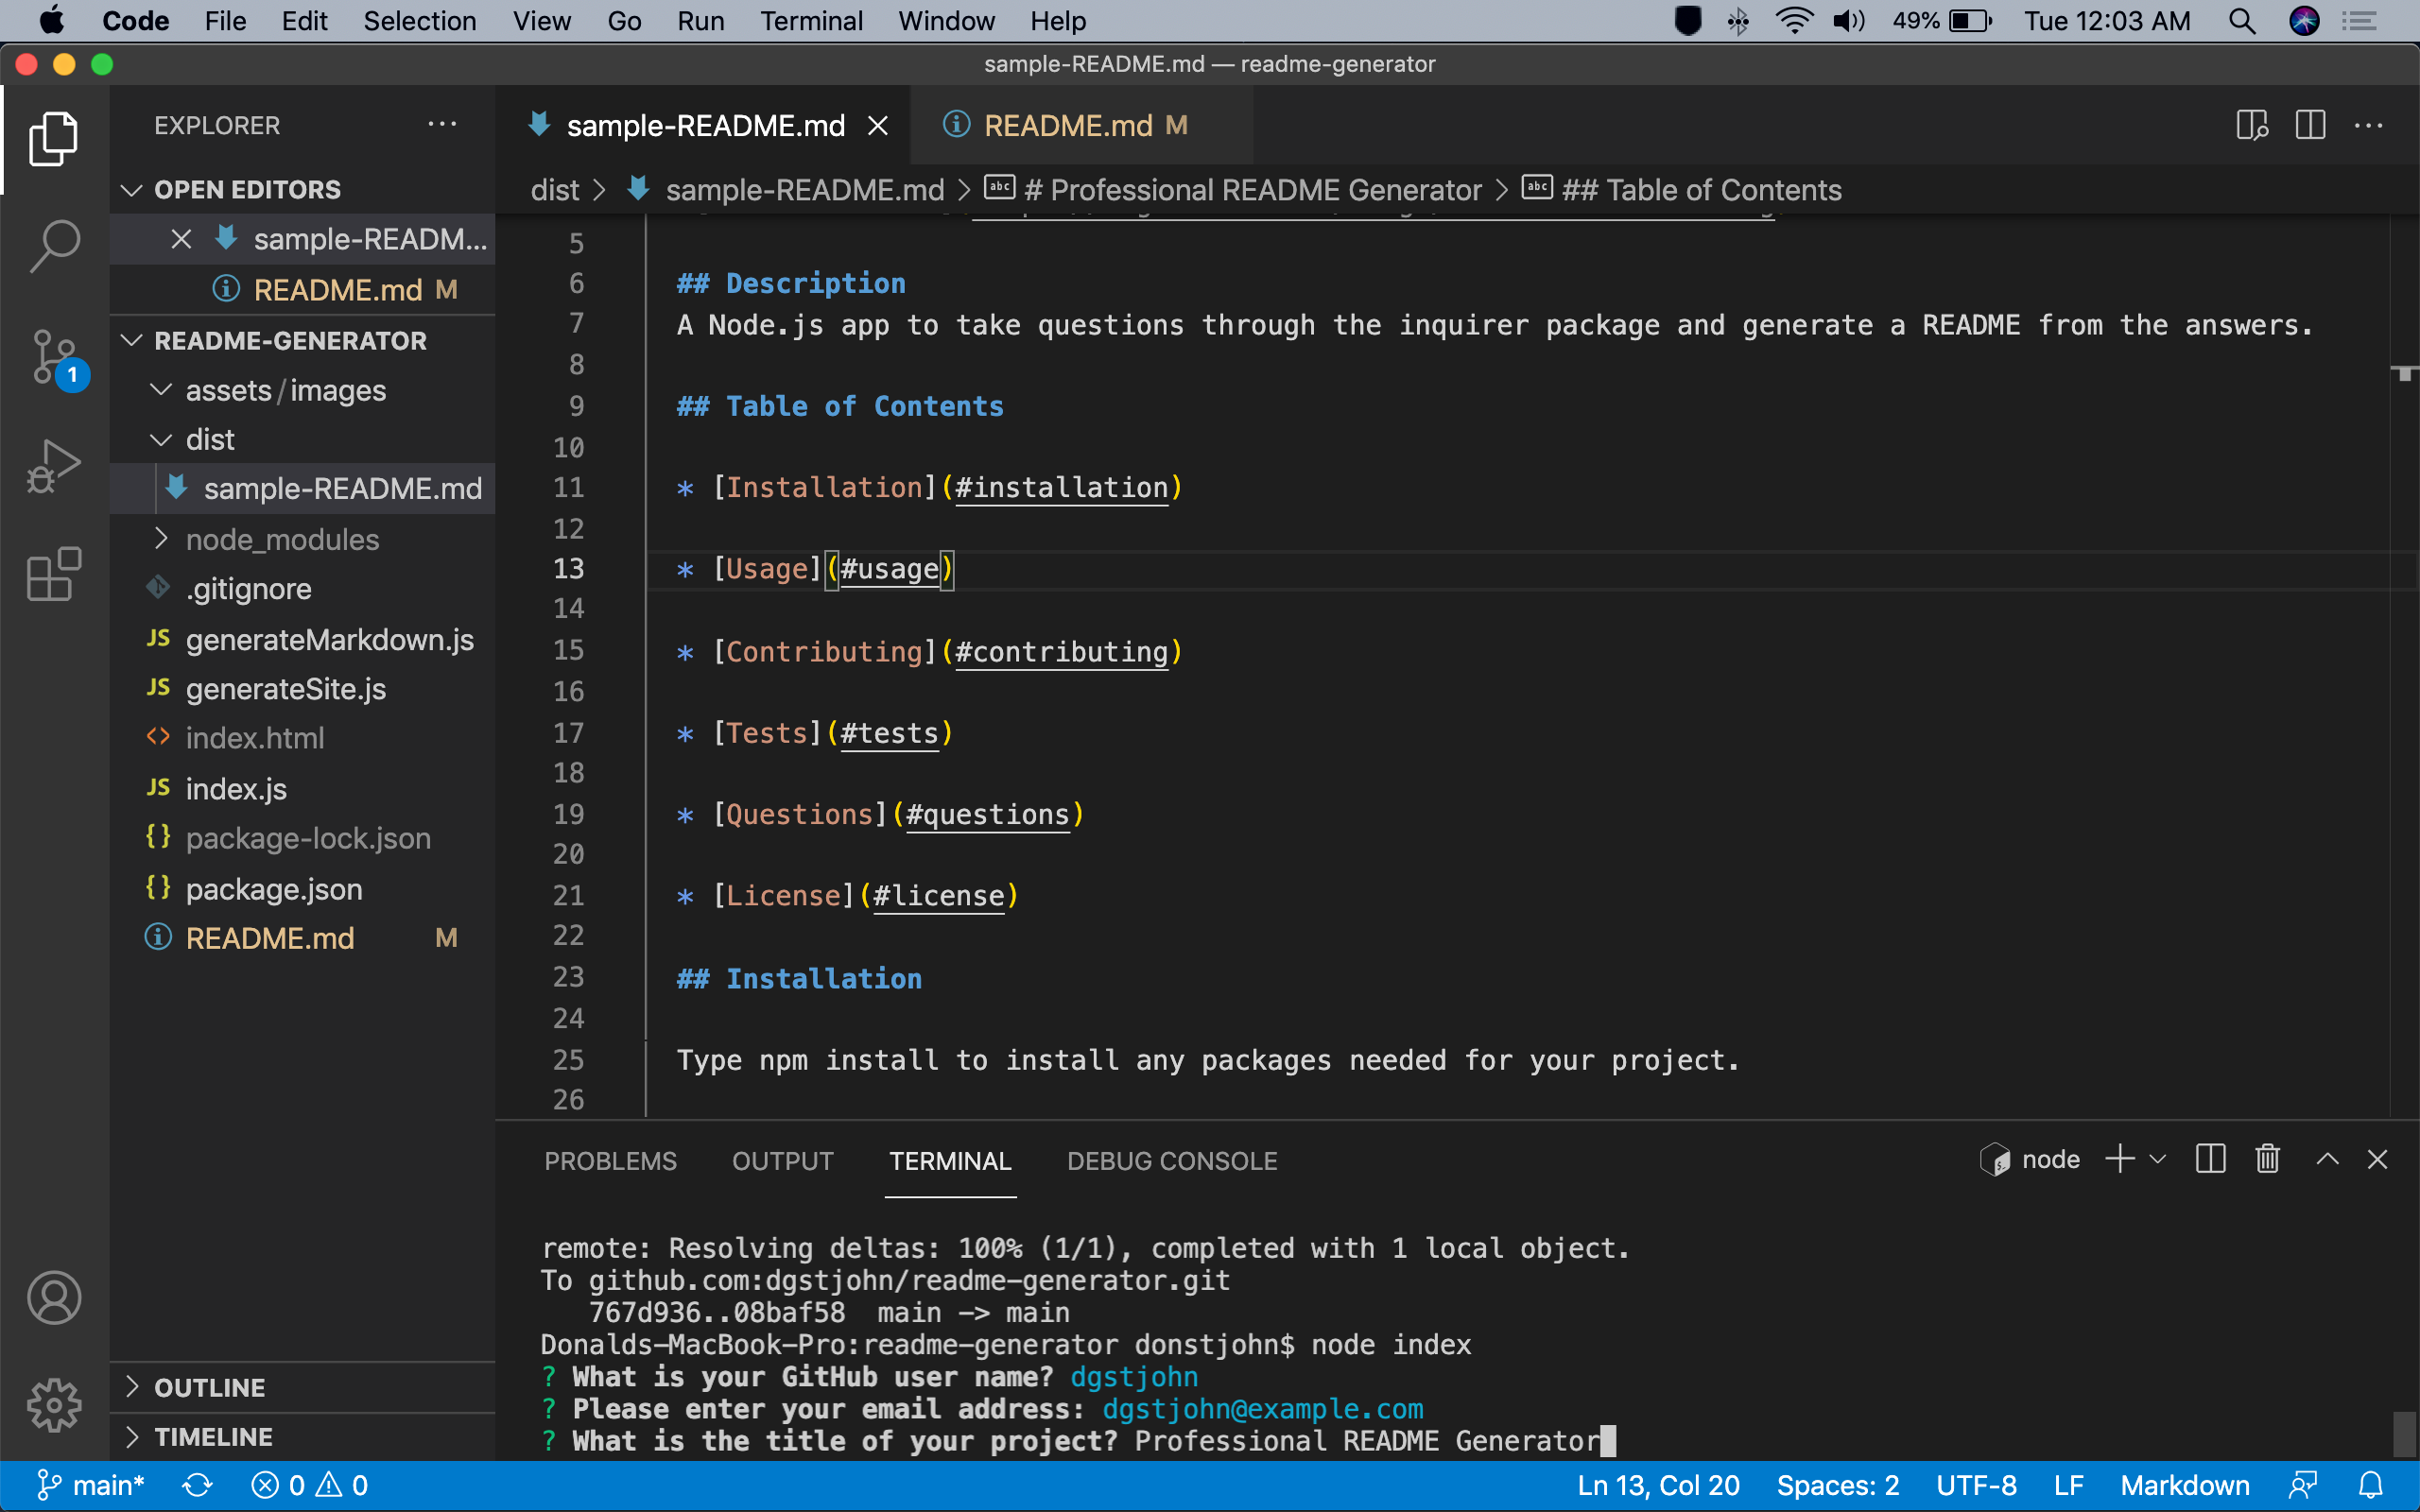 Code File Edit Selection View Go Run Terminal Window Help 49% Tue 12:03 AM
sample-README.md — readme-generator
EXPLORER ···
OPEN EDITORS
sample-READM...
README.md M
README-GENERATOR
assets/images
dist
sample-README.md
node_modules
.gitignore
JS generateMarkdown.js
JS generateSite.js
<> index.html
JS index.js
{} package-lock.json
{} package.json
README.md M
OUTLINE
TIMELINE
1
sample-README.md README.md M
dist > sample-README.md > abc # Professional README Generator > abc ## Table of Contents
5
6 ## Description
7 A Node.js app to take questions through the inquirer package and generate a README from the answers.
8
9 ## Table of Contents
10
11 * [Installation](#installation)
12
13 * [Usage](#usage)
14
15 * [Contributing](#contributing)
16
17 * [Tests](#tests)
18
19 * [Questions](#questions)
20
21 * [License](#license)
22
23 ## Installation
24
25 Type npm install to install any packages needed for your project.
26
PROBLEMS OUTPUT TERMINAL DEBUG CONSOLE node
remote: Resolving deltas: 100% (1/1), completed with 1 local object.
To github.com:dgstjohn/readme-generator.git
767d936..08baf58 main -> main
Donalds-MacBook-Pro:readme-generator donstjohn$ node index
? What is your GitHub user name? dgstjohn
? Please enter your email address: dgstjohn@example.com
? What is the title of your project? Professional README Generator
main* 0 0 Ln 13, Col 20 Spaces: 2 UTF-8 LF Markdown